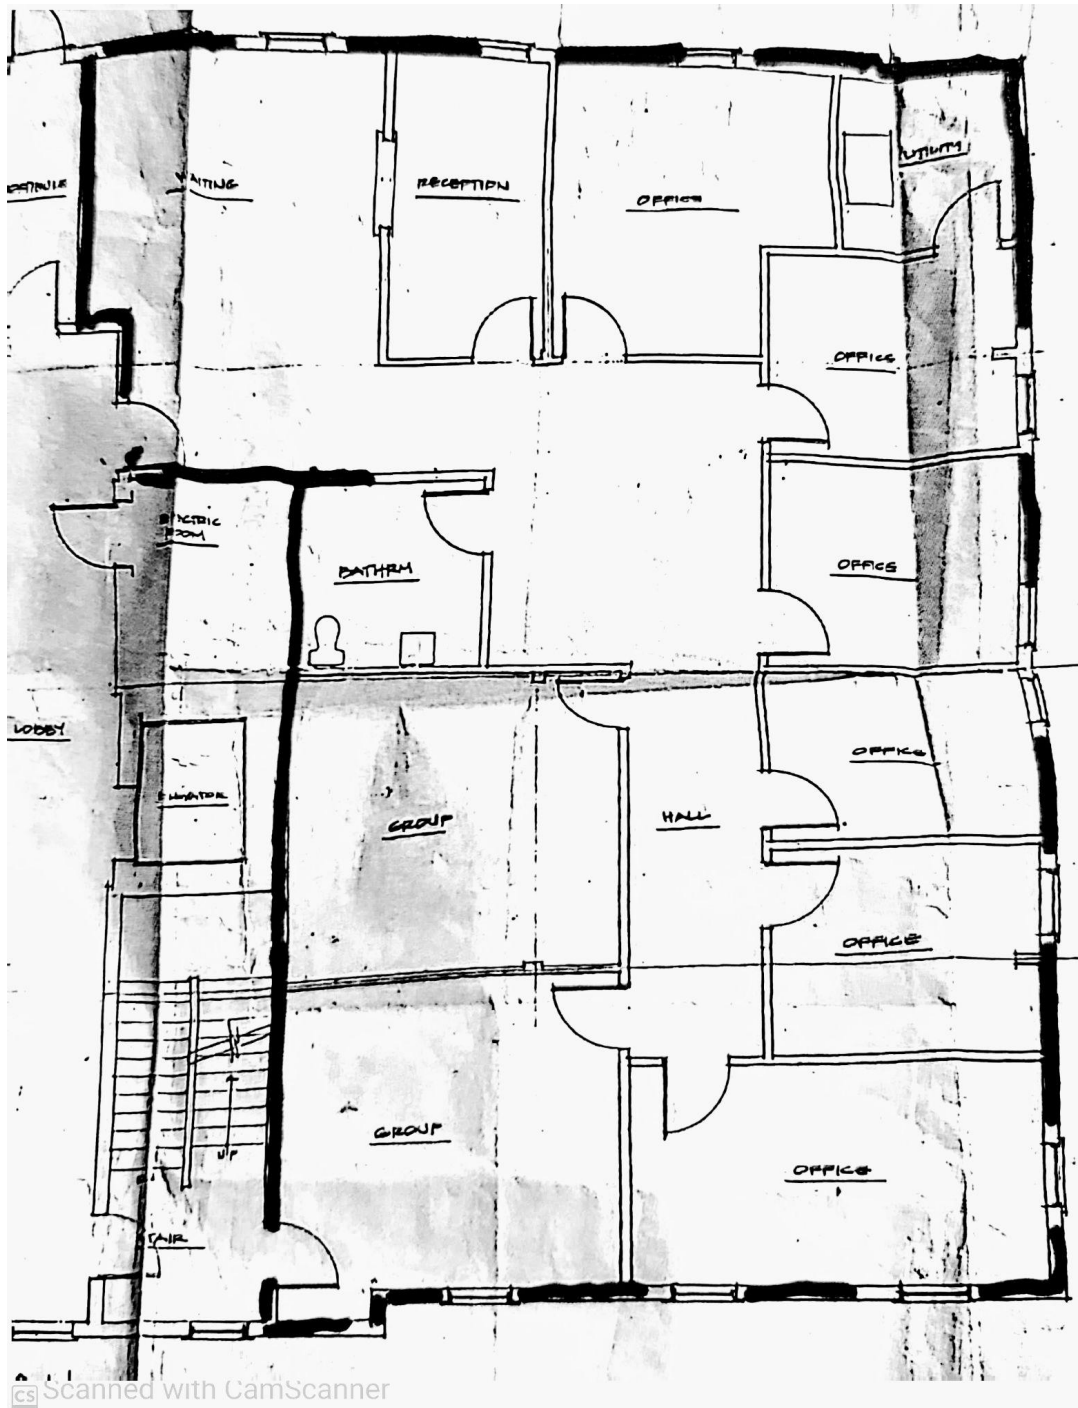 WAITING
RECEPTION
OFFICE
UTILITY
OFFICE
ELECTRIC
ROOM
BATHRM
OFFICE
LOBBY
OFFICE
ELEVATOR
GROUP
HALL
OFFICE
GROUP
UP
OFFICE
STAIR
CS Scanned with CamScanner